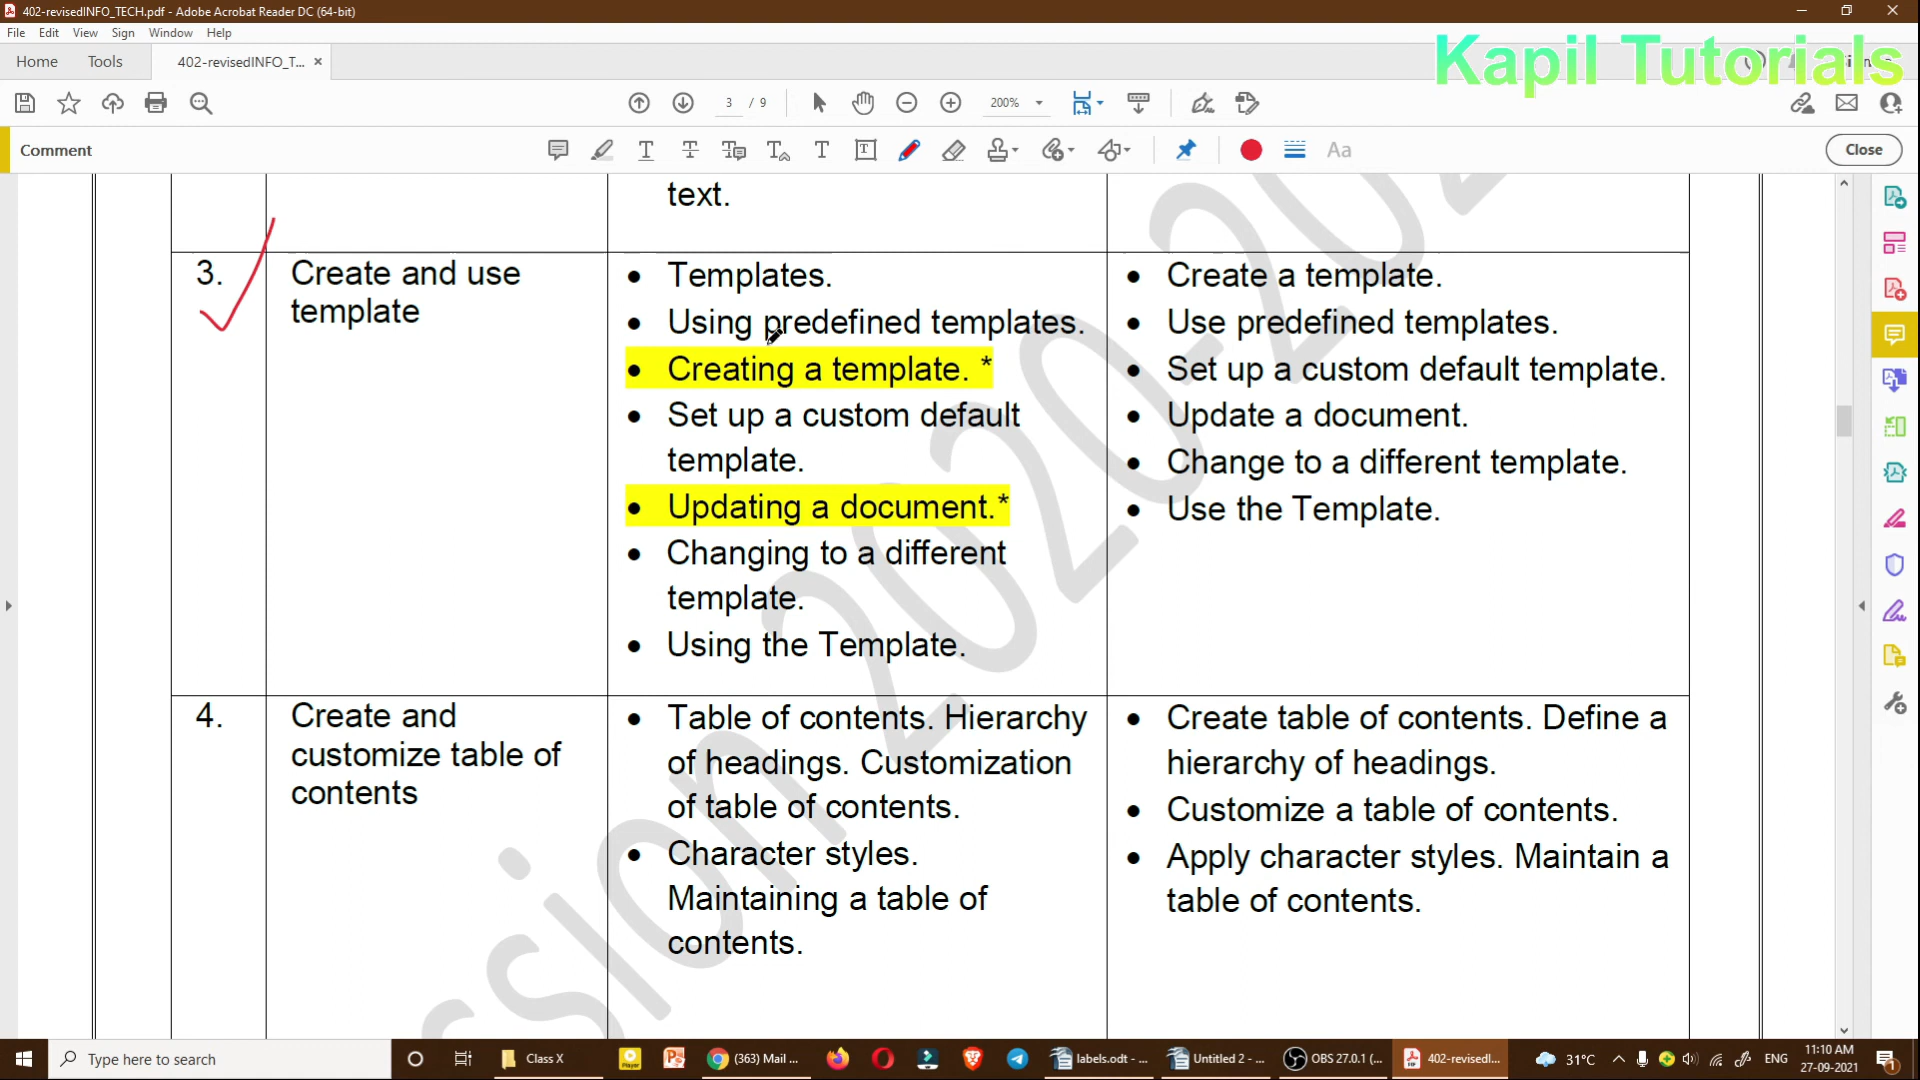 402-revisedINFO_TECH.pdf - Adobe Acrobat Reader DC (64-bit)
File Edit View Sign Window Help
Home Tools 402-revisedINFO_T... ×
Kapil Tutorials
3 / 9 200%
Comment
Close
text.
3. Create and use template
• Templates.
• Using predefined templates.
• Creating a template. *
• Set up a custom default
template.
• Updating a document.*
• Changing to a different
template.
• Using the Template.
• Create a template.
• Use predefined templates.
• Set up a custom default template.
• Update a document.
• Change to a different template.
• Use the Template.
4. Create and
customize table of
contents
• Table of contents. Hierarchy
of headings. Customization
of table of contents.
• Character styles.
Maintaining a table of
contents.
• Create table of contents. Define a
hierarchy of headings.
• Customize a table of contents.
• Apply character styles. Maintain a
table of contents.
sion 2020-202
Type here to search
Class X
(363) Mail ...
labels.odt - ...
Untitled 2 - ...
OBS 27.0.1 (...
402-revisedI...
31°C
ENG
11:10 AM
27-09-2021